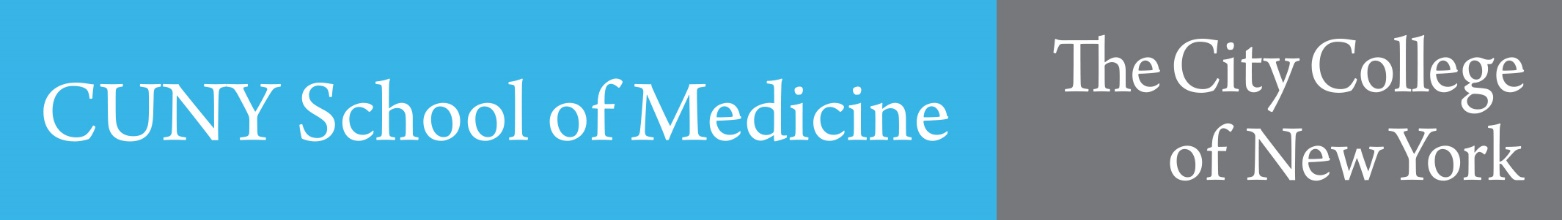 CUNY School of Medicine
The City College
of New York